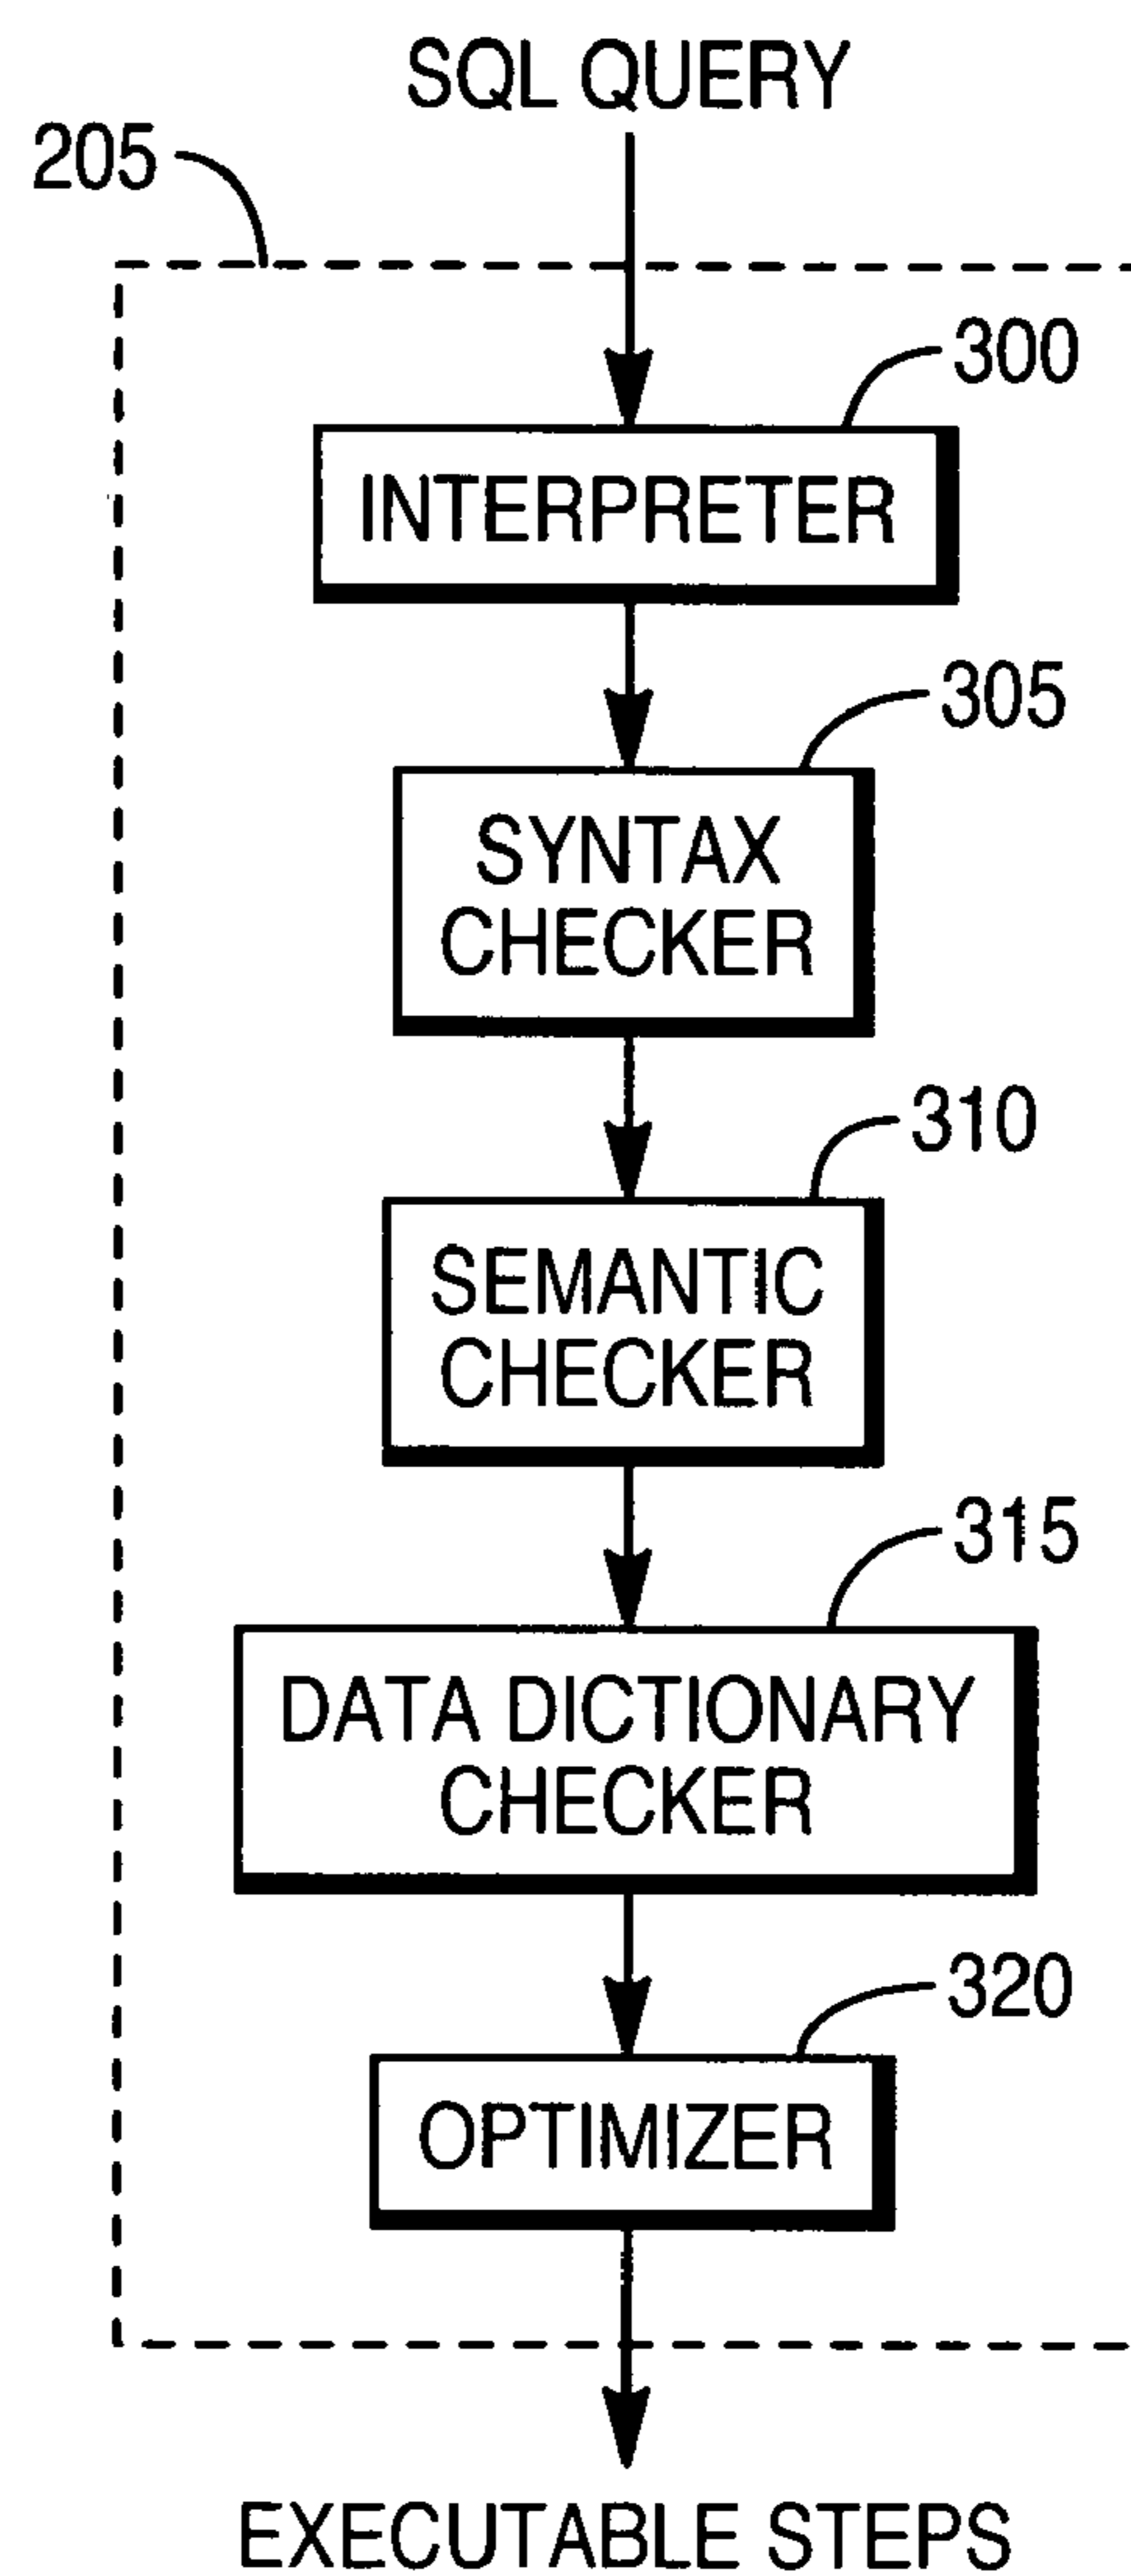 SQL QUERY
205
300
INTERPRETER
305
SYNTAX
CHECKER
310
SEMANTIC
CHECKER
315
DATA DICTIONARY
CHECKER
320
OPTIMIZER
EXECUTABLE STEPS